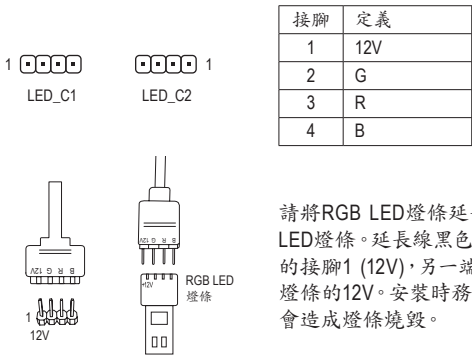 1
LED_C1
1
LED_C2
接腳 定義
1 12V
2 G
3 R
4 B
12V G R B
1
12V
12V G R B
+12V
RGB LED
燈條
請將RGB LED燈條延
LED燈條。延長線黑色
的接腳1 (12V),另一端
燈條的12V。安裝時務
會造成燈條燒毀。